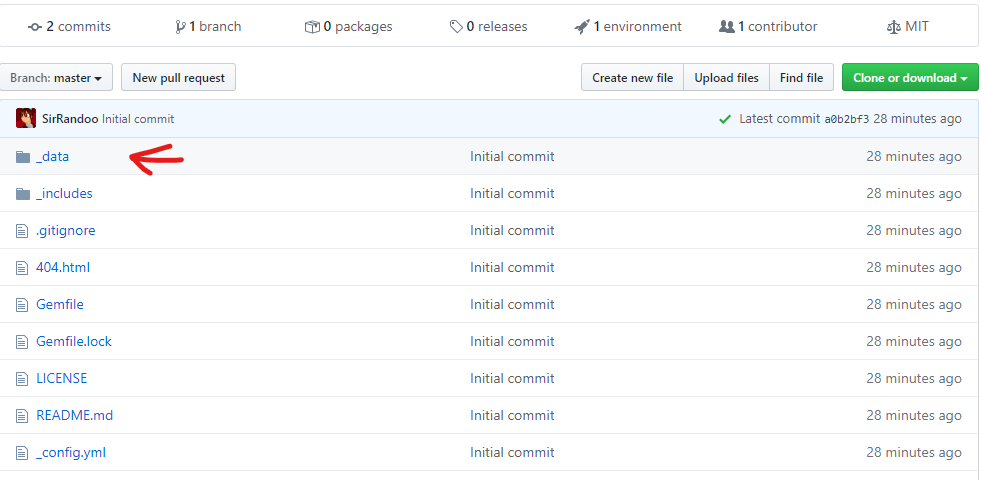 2 commits 1 branch 0 packages 0 releases 1 environment 1 contributor MIT
Branch: master New pull request Create new file Upload files Find file Clone or download
SirRandoo Initial commit Latest commit a0b2bf3 28 minutes ago
_data Initial commit 28 minutes ago
_includes Initial commit 28 minutes ago
.gitignore Initial commit 28 minutes ago
404.html Initial commit 28 minutes ago
Gemfile Initial commit 28 minutes ago
Gemfile.lock Initial commit 28 minutes ago
LICENSE Initial commit 28 minutes ago
README.md Initial commit 28 minutes ago
_config.yml Initial commit 28 minutes ago